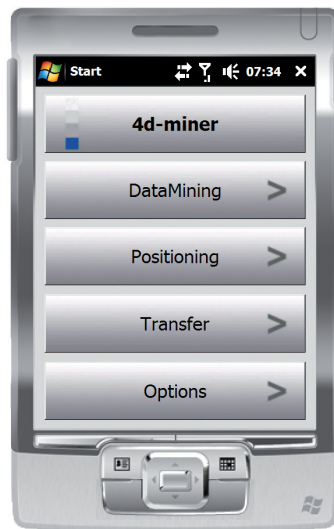 Start 07:34
4d-miner
DataMining
Positioning
Transfer
Options